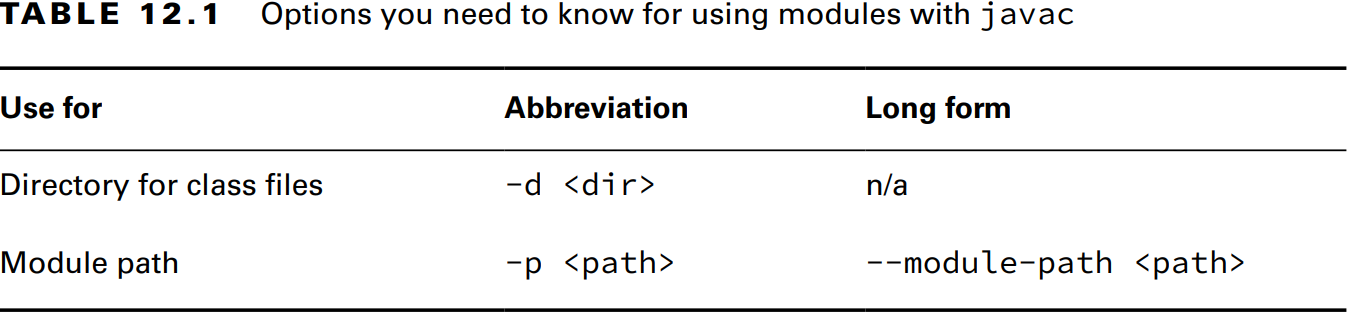 TABLE 12.1 Options you need to know for using modules with javac
Use for Abbreviation Long form
Directory for class files -d <dir> n/a
Module path -p <path> --module-path <path>